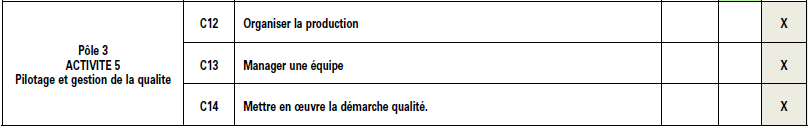 C12 Organiser la production X
Pôle 3
ACTIVITE 5
Pilotage et gestion de la qualite
C13 Manager une équipe X
C14 Mettre en œuvre la démarche qualité. X